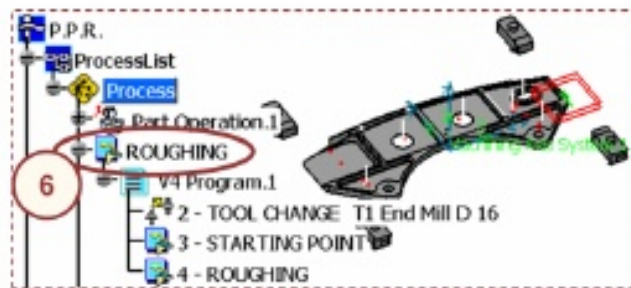 P.P.R.
ProcessList
Process
Part Operation.1
ROUGHING
6
V4 Program.1
2 - TOOL CHANGE T1 End Mill D 16
3 - STARTING POINT
4 - ROUGHING